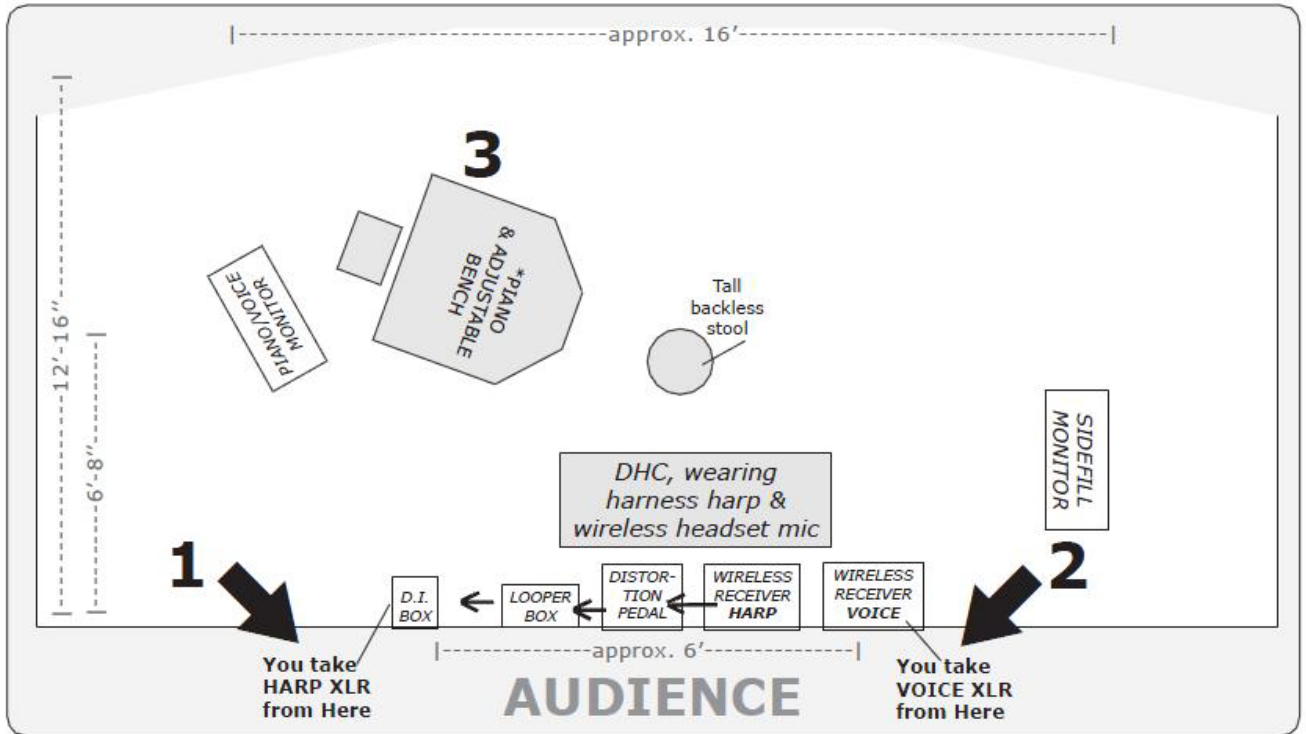 |-----approx. 16’-----|
3
*PIANO
& ADJUSTABLE
BENCH
PIANO/VOICE
MONITOR
Tall
backless
stool
12’-16”
6’-8”
SIDEFILL
MONITOR
DHC, wearing
harness harp &
wireless headset mic
1
2
D.I.
BOX
LOOPER
BOX
DISTOR-
TION
PEDAL
WIRELESS
RECEIVER
HARP
WIRELESS
RECEIVER
VOICE
|-----approx. 6’-----|
You take
HARP XLR
from Here
You take
VOICE XLR
from Here
AUDIENCE